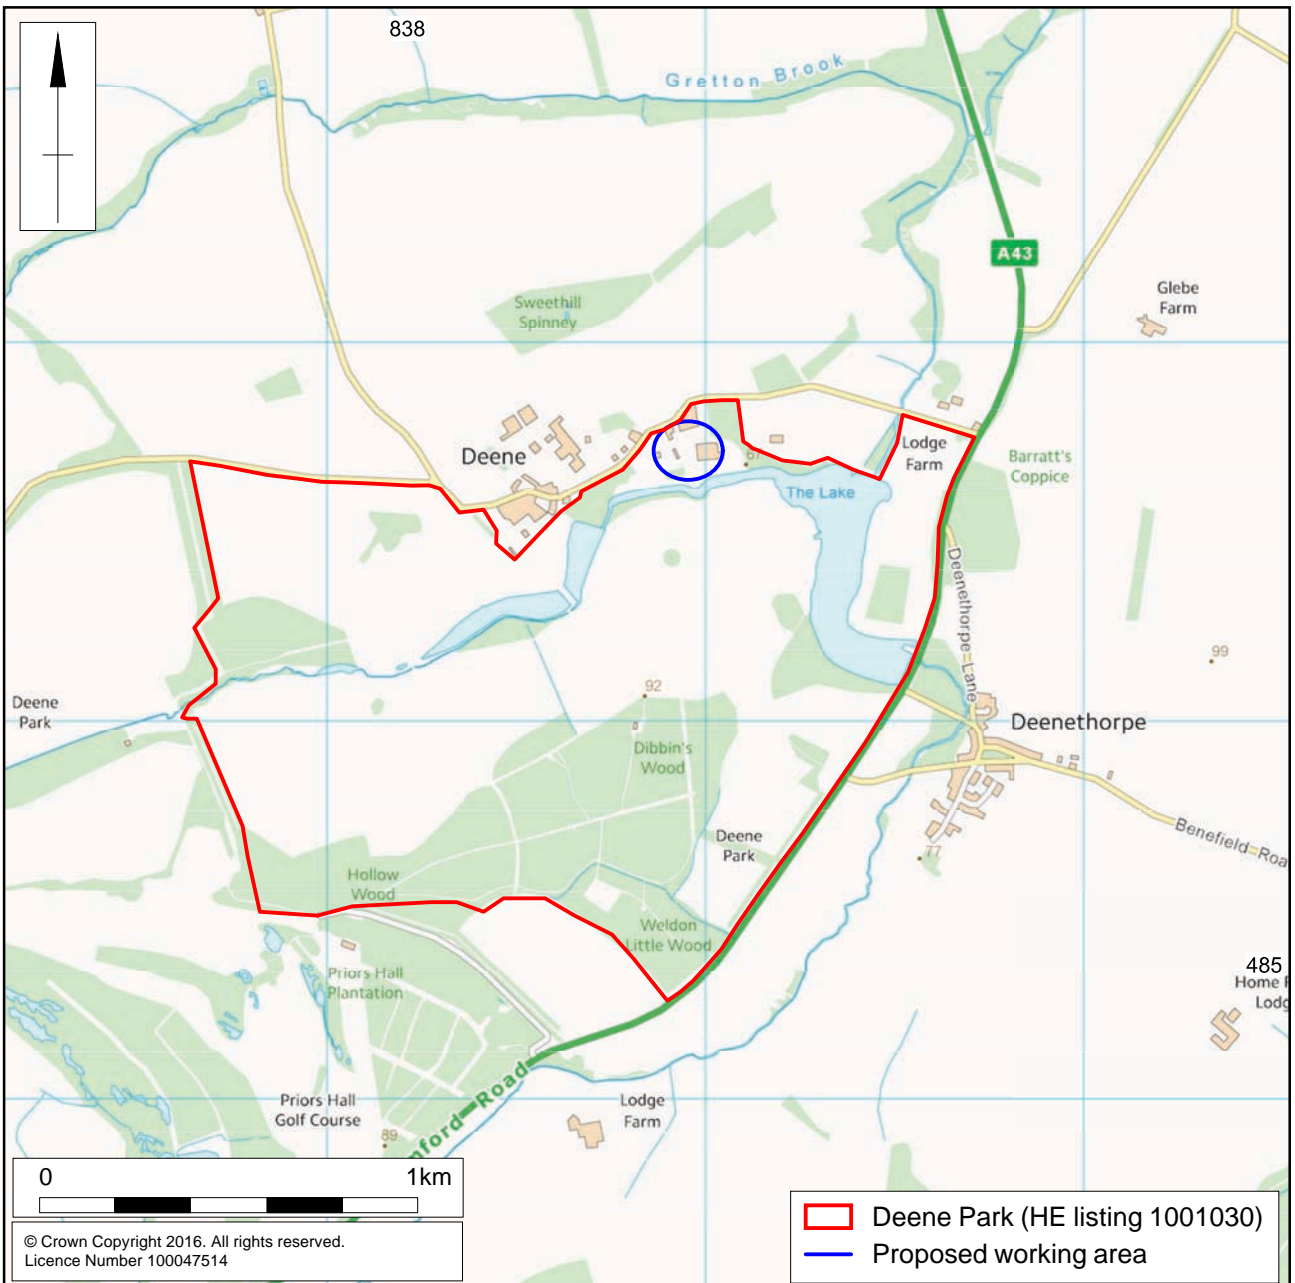 838
Gretton Brook
A43
Glebe
Farm
Sweethill
Spinney
Deene
Lodge
Farm
Barratt's
Coppice
67
The Lake
Deenethorpe Lane
99
Deene
Park
92
Deenethorpe
Dibbin's
Wood
Benefield Roa
Deene
Park
77
Hollow
Wood
Weldon
Little Wood
485
Home P
Lodg
Priors Hall
Plantation
Priors Hall
Golf Course
Lodge
Farm
89
mford Road
0 1km
© Crown Copyright 2016. All rights reserved.
Licence Number 100047514
Deene Park (HE listing 1001030)
Proposed working area